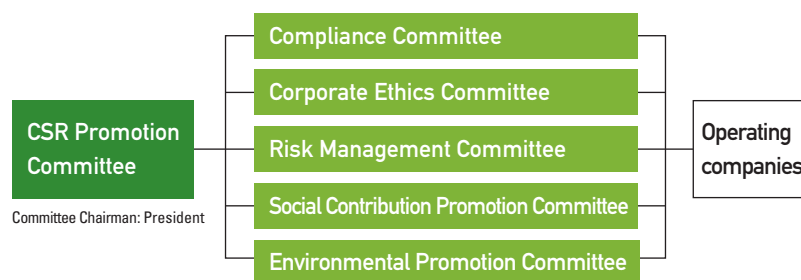 Compliance Committee
Corporate Ethics Committee
CSR Promotion
Committee
Risk Management Committee
Operating
companies
Committee Chairman: President
Social Contribution Promotion Committee
Environmental Promotion Committee